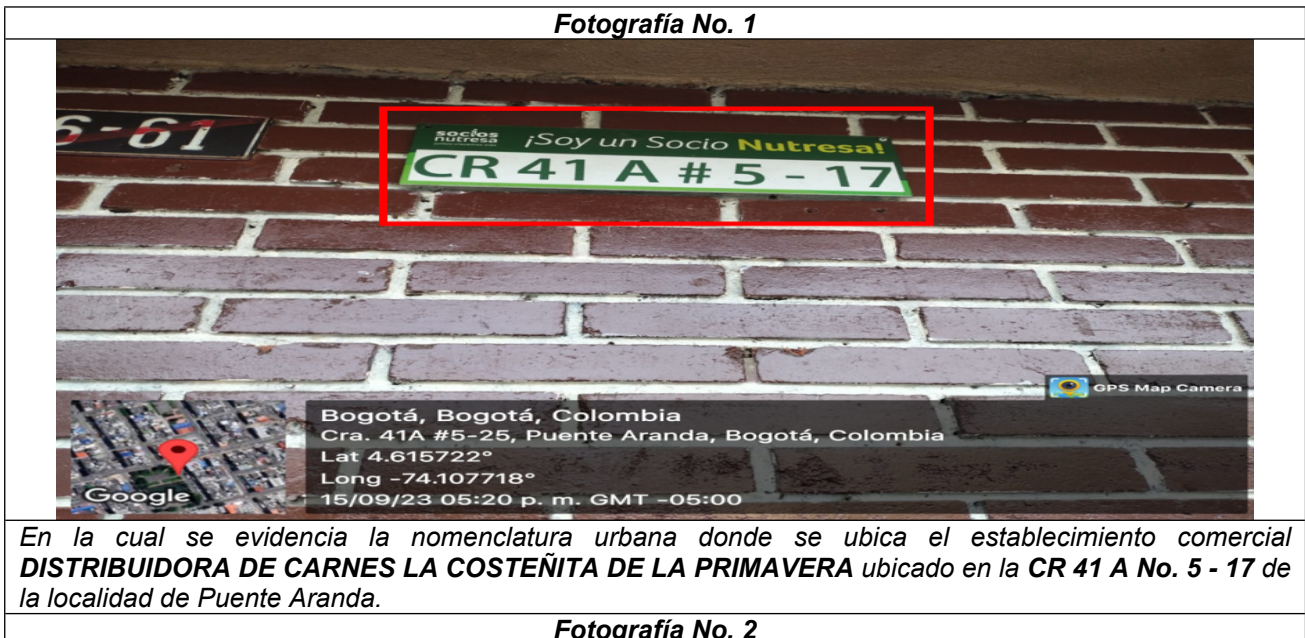 Fotografía No. 1
6-61
socios
nutresa
¡Soy un Socio Nutresa!
CR 41 A # 5 - 17
GPS Map Camera
Bogotá, Bogotá, Colombia
Cra. 41A #5-25, Puente Aranda, Bogotá, Colombia
Lat 4.615722°
Long -74.107718°
15/09/23 05:20 p. m. GMT -05:00
Google
En la cual se evidencia la nomenclatura urbana donde se ubica el establecimiento comercial
DISTRIBUIDORA DE CARNES LA COSTEÑITA DE LA PRIMAVERA ubicado en la CR 41 A No. 5 - 17 de
la localidad de Puente Aranda.
Fotografía No. 2